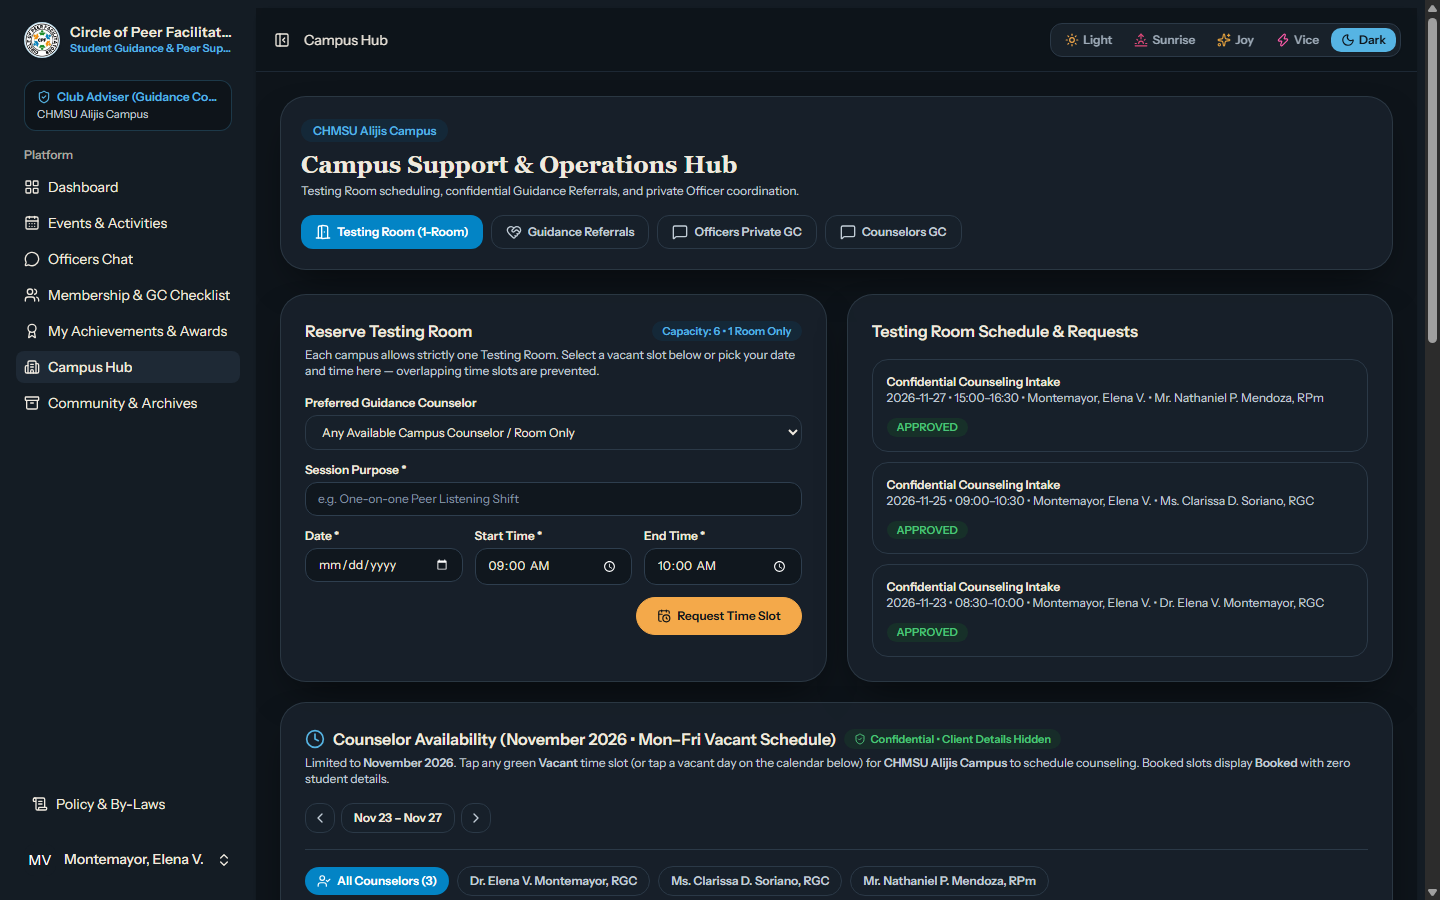 Circle of Peer Facilitat...
Student Guidance & Peer Sup...
Club Adviser (Guidance Co...
CHMSU Alijis Campus
Platform
Dashboard
Events & Activities
Officers Chat
Membership & GC Checklist
My Achievements & Awards
Campus Hub
Community & Archives
Policy & By-Laws
MV Montemayor, Elena V.
Campus Hub
Light Sunrise Joy Vice Dark
CHMSU Alijis Campus
Campus Support & Operations Hub
Testing Room scheduling, confidential Guidance Referrals, and private Officer coordination.
Testing Room (1-Room) Guidance Referrals Officers Private GC Counselors GC
Reserve Testing Room
Capacity: 6 • 1 Room Only
Each campus allows strictly one Testing Room. Select a vacant slot below or pick your date
and time here — overlapping time slots are prevented.
Preferred Guidance Counselor
Any Available Campus Counselor / Room Only
Session Purpose *
e.g. One-on-one Peer Listening Shift
Date * Start Time * End Time *
mm/dd/yyyy 09:00 AM 10:00 AM
Request Time Slot
Testing Room Schedule & Requests
Confidential Counseling Intake
2026-11-27 • 15:00–16:30 • Montemayor, Elena V. • Mr. Nathaniel P. Mendoza, RPm
APPROVED
Confidential Counseling Intake
2026-11-25 • 09:00–10:30 • Montemayor, Elena V. • Ms. Clarissa D. Soriano, RGC
APPROVED
Confidential Counseling Intake
2026-11-23 • 08:30–10:00 • Montemayor, Elena V. • Dr. Elena V. Montemayor, RGC
APPROVED
Counselor Availability (November 2026 • Mon–Fri Vacant Schedule)
Confidential • Client Details Hidden
Limited to November 2026. Tap any green Vacant time slot (or tap a vacant day on the calendar below) for CHMSU Alijis Campus to schedule counseling. Booked slots display Booked with zero
student details.
Nov 23 – Nov 27
All Counselors (3) Dr. Elena V. Montemayor, RGC Ms. Clarissa D. Soriano, RGC Mr. Nathaniel P. Mendoza, RPm